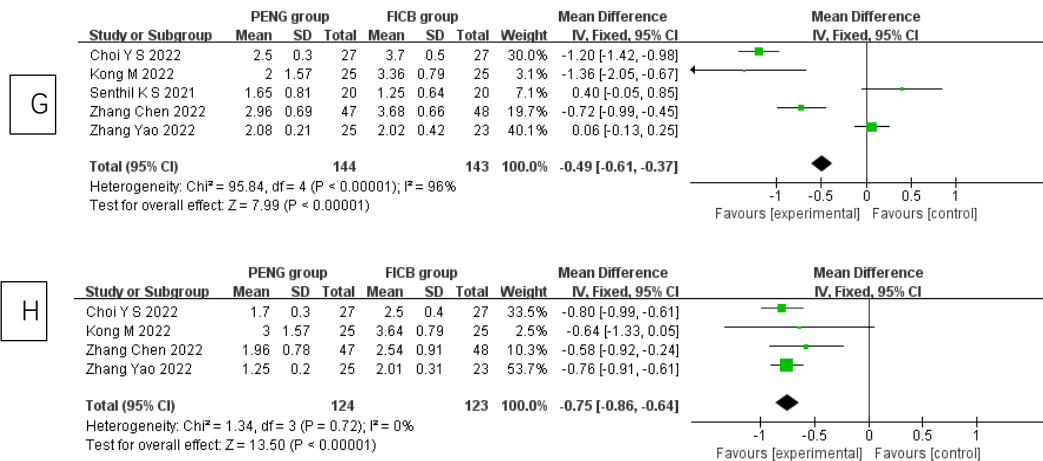 G
PENG group FICB group Mean Difference Mean Difference
Study or Subgroup Mean SD Total Mean SD Total Weight IV, Fixed, 95% CI IV, Fixed, 95% CI
Choi Y S 2022 2.5 0.3 27 3.7 0.5 27 30.0% -1.20 [-1.42, -0.98]
Kong M 2022 2 1.57 25 3.36 0.79 25 3.1% -1.36 [-2.05, -0.67]
Senthil K S 2021 1.65 0.81 20 1.25 0.64 20 7.1% 0.40 [-0.05, 0.85]
Zhang Chen 2022 2.96 0.69 47 3.68 0.66 48 19.7% -0.72 [-0.99, -0.45]
Zhang Yao 2022 2.08 0.21 25 2.02 0.42 23 40.1% 0.06 [-0.13, 0.25]
Total (95% CI) 144 143 100.0% -0.49 [-0.61, -0.37]
Heterogeneity: Chi² = 95.84, df = 4 (P < 0.00001); I² = 96%
Test for overall effect: Z = 7.99 (P < 0.00001)
-1 -0.5 0 0.5 1
Favours [experimental] Favours [control]
H
PENG group FICB group Mean Difference Mean Difference
Study or Subgroup Mean SD Total Mean SD Total Weight IV, Fixed, 95% CI IV, Fixed, 95% CI
Choi Y S 2022 1.7 0.3 27 2.5 0.4 27 33.5% -0.80 [-0.99, -0.61]
Kong M 2022 3 1.57 25 3.64 0.79 25 2.5% -0.64 [-1.33, 0.05]
Zhang Chen 2022 1.96 0.78 47 2.54 0.91 48 10.3% -0.58 [-0.92, -0.24]
Zhang Yao 2022 1.25 0.2 25 2.01 0.31 23 53.7% -0.76 [-0.91, -0.61]
Total (95% CI) 124 123 100.0% -0.75 [-0.86, -0.64]
Heterogeneity: Chi² = 1.34, df = 3 (P = 0.72); I² = 0%
Test for overall effect: Z = 13.50 (P < 0.00001)
-1 -0.5 0 0.5 1
Favours [experimental] Favours [control]